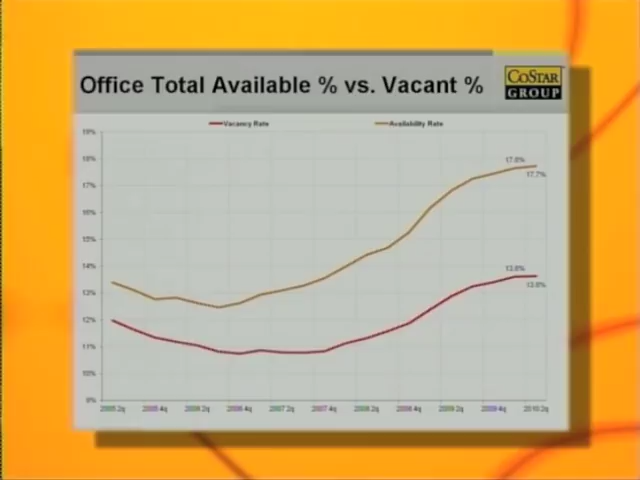 Office Total Available % vs. Vacant %
CoStar
GROUP
Vacancy Rate
Availability Rate
19%
18%
17%
16%
15%
14%
13%
12%
11%
10%
9%
17.6%
17.7%
13.6%
13.6%
2005 2q
2005 4q
2006 2q
2006 4q
2007 2q
2007 4q
2008 2q
2008 4q
2009 2q
2009 4q
2010 2q